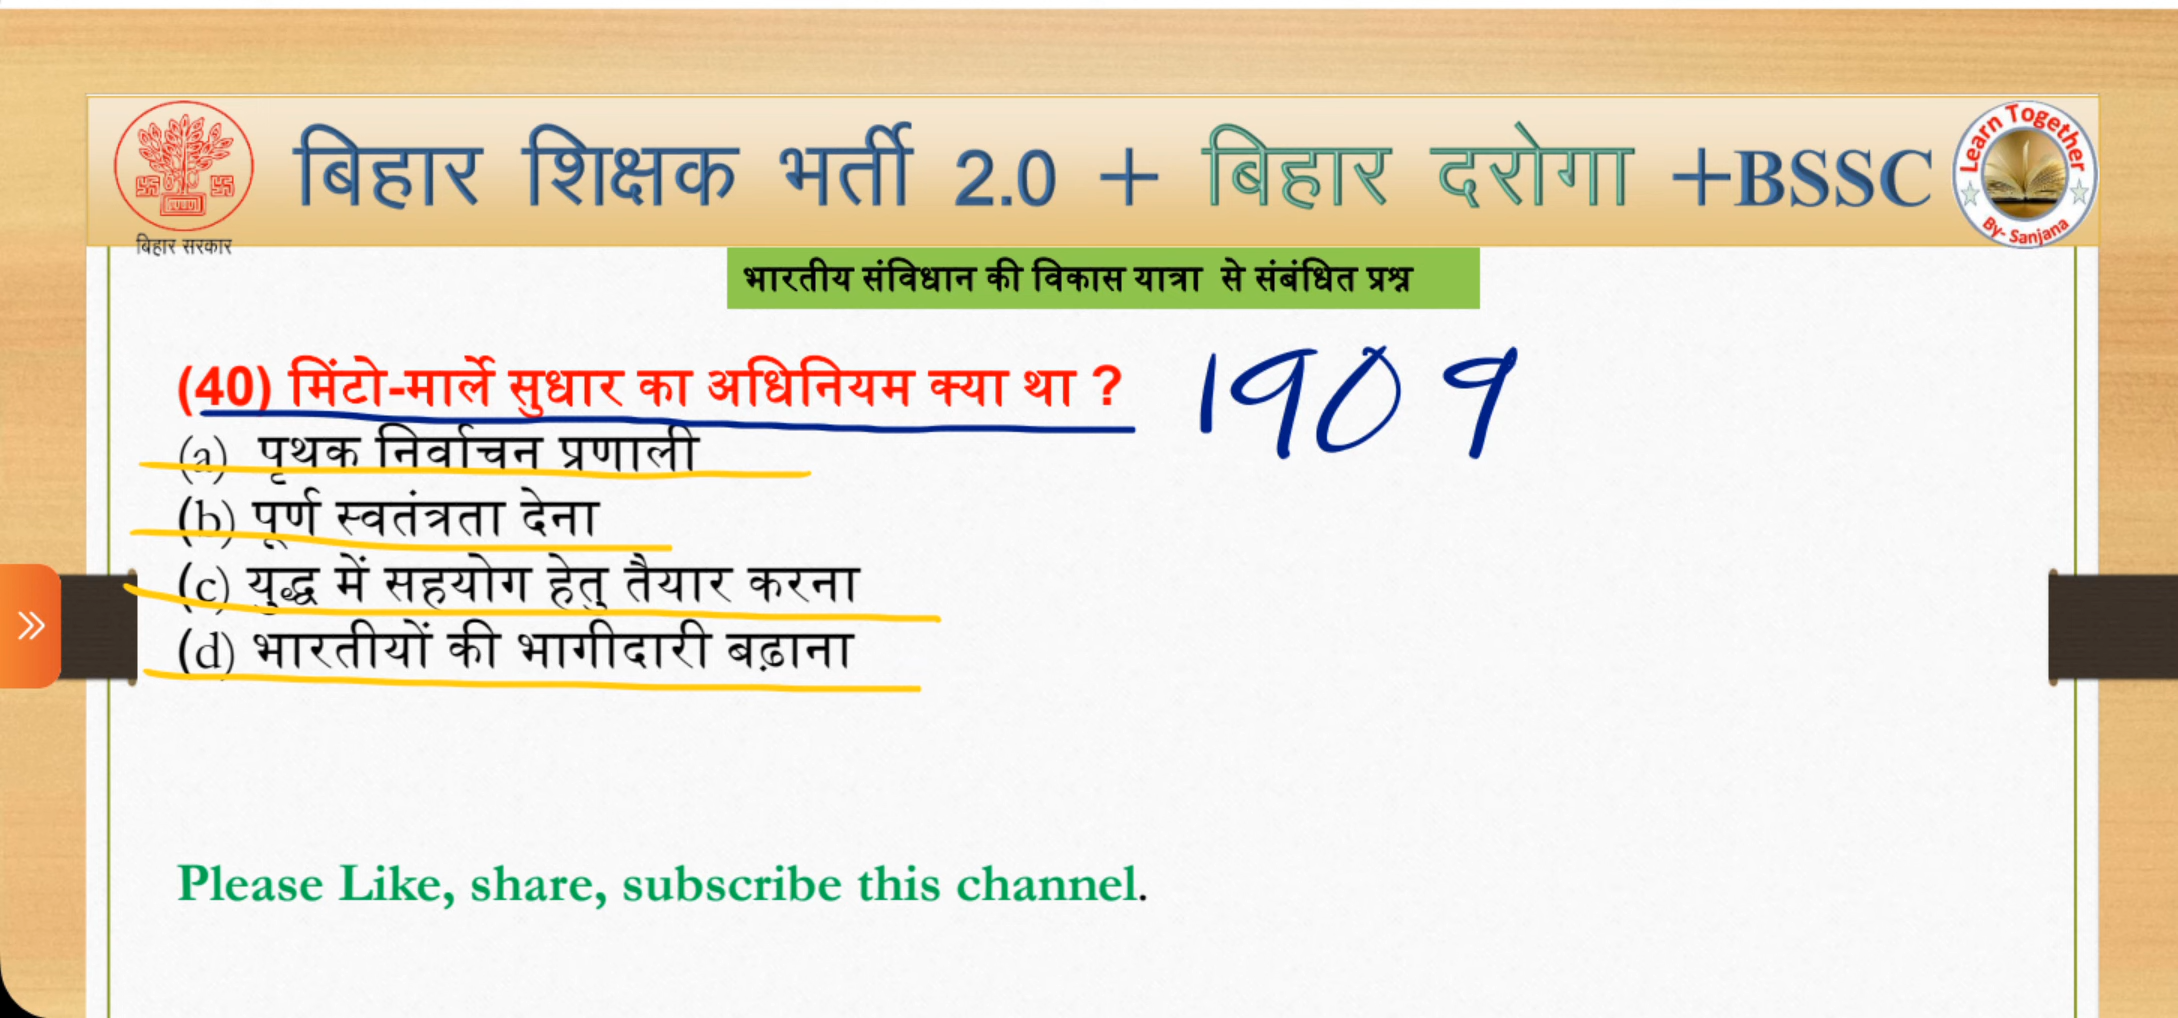 बिहार शिक्षक भर्ती 2.0 + बिहार दरोगा +BSSC
Learn Together
By- Sanjana
बिहार सरकार
भारतीय संविधान की विकास यात्रा से संबंधित प्रश्न
(40) मिंटो-मार्ले सुधार का अधिनियम क्या था ? 1909
(a) पृथक निर्वाचन प्रणाली
(b) पूर्ण स्वतंत्रता देना
(c) युद्ध में सहयोग हेतु तैयार करना
(d) भारतीयों की भागीदारी बढ़ाना
Please Like, share, subscribe this channel.